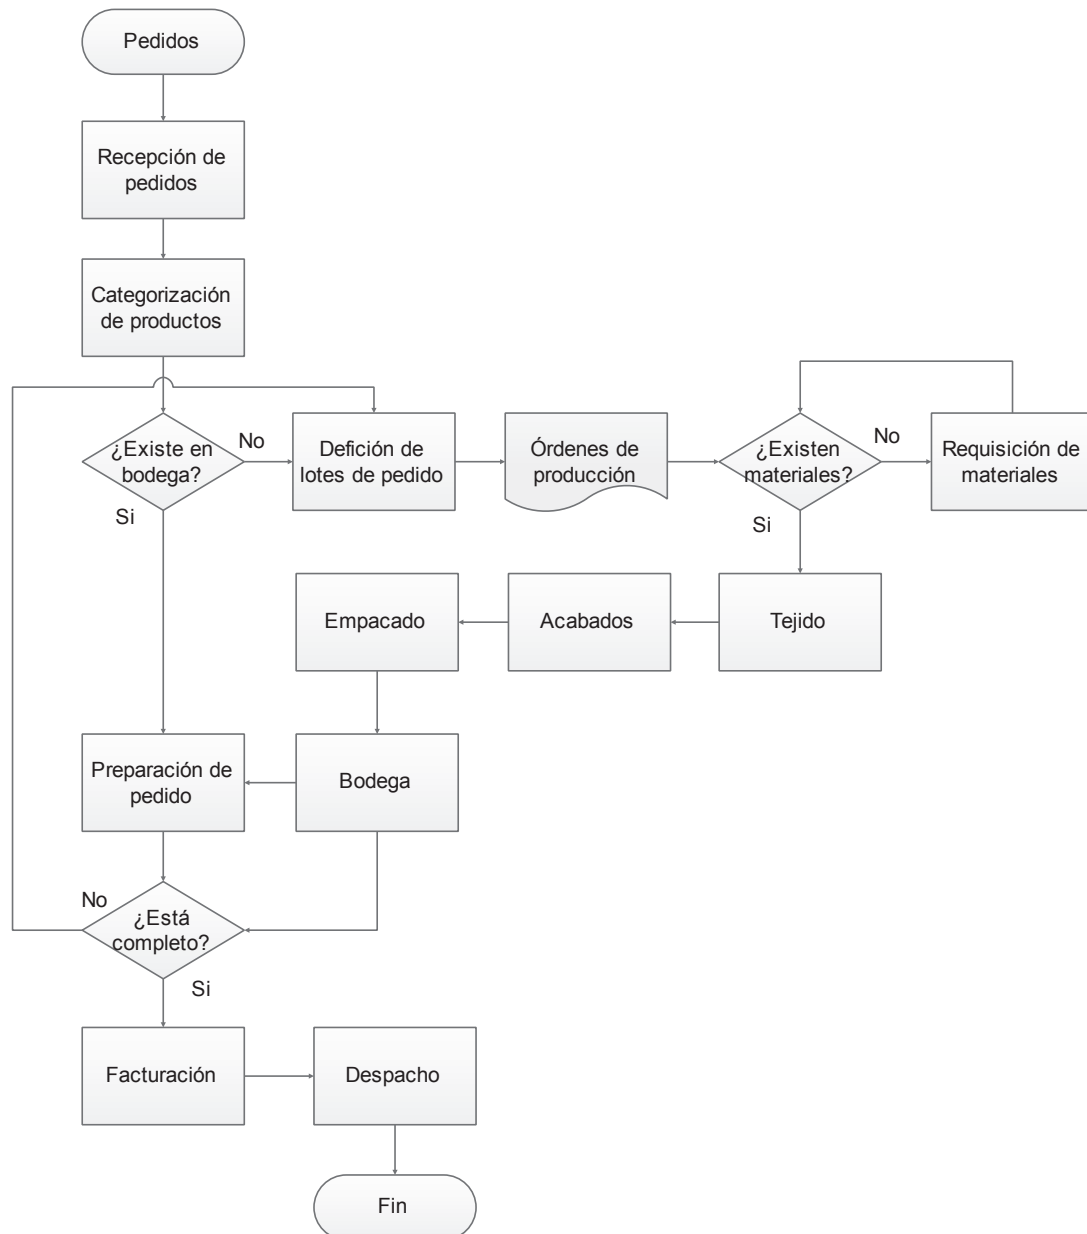 Pedidos
Recepción de
pedidos
Categorización
de productos
¿Existe en
bodega?
No
Si
Defición de
lotes de pedido
Órdenes de
producción
¿Existen
materiales?
No
Si
Requisición de
materiales
Empacado
Acabados
Tejido
Preparación de
pedido
Bodega
No
¿Está
completo?
Si
Facturación
Despacho
Fin